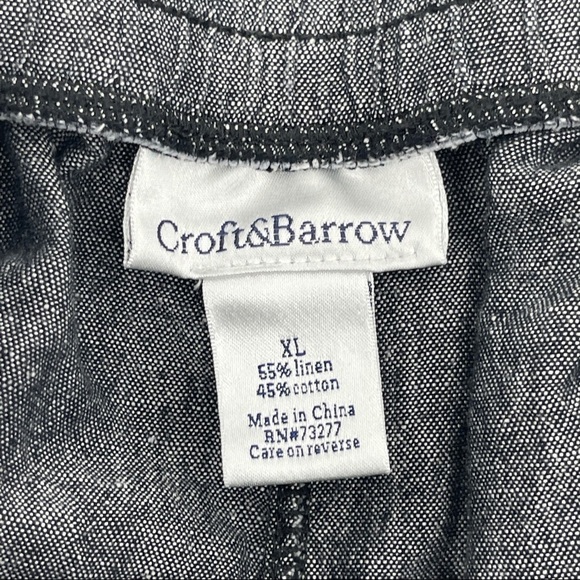 Croft&Barrow
XL
55% linen
45% cotton
Made in China
RN#73277
Care on reverse